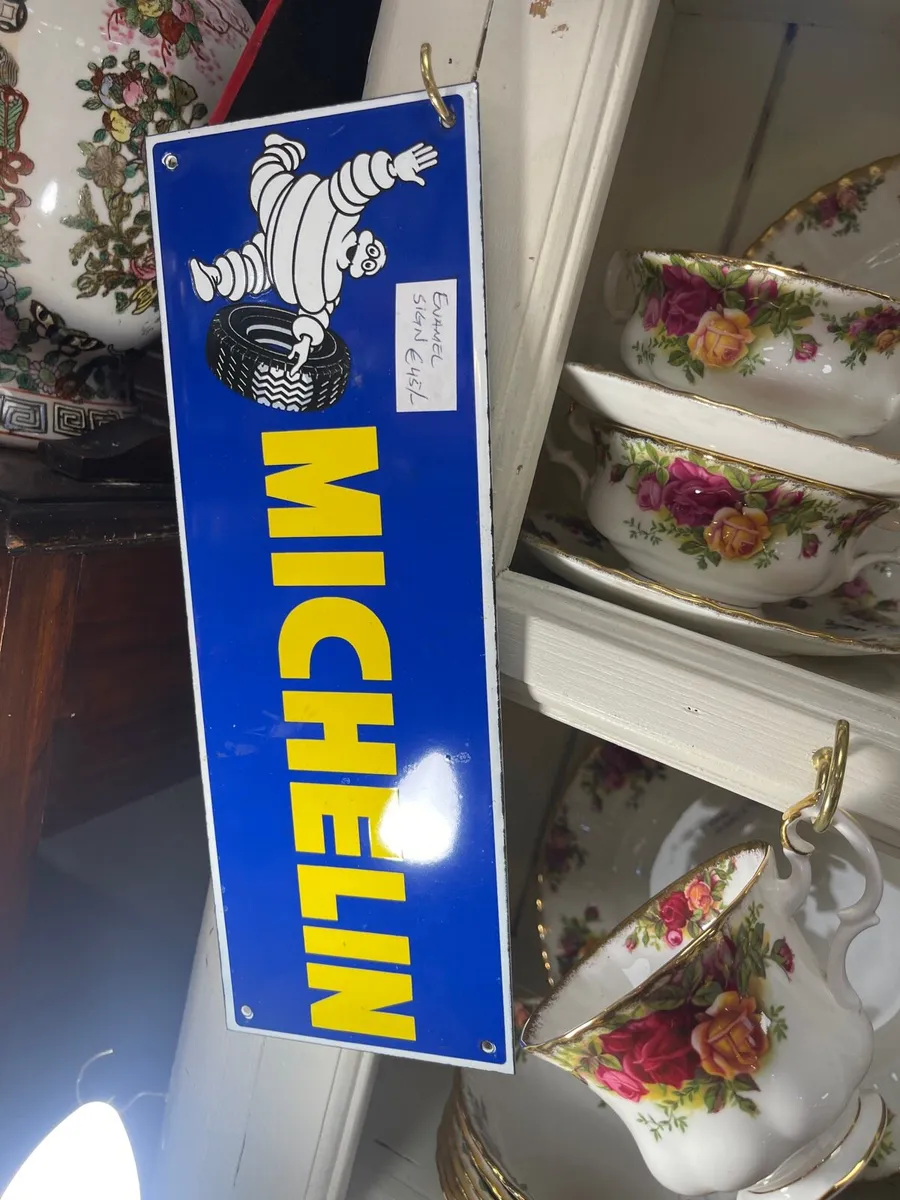 ENAMEL
SIGN €45/-
MICHELIN